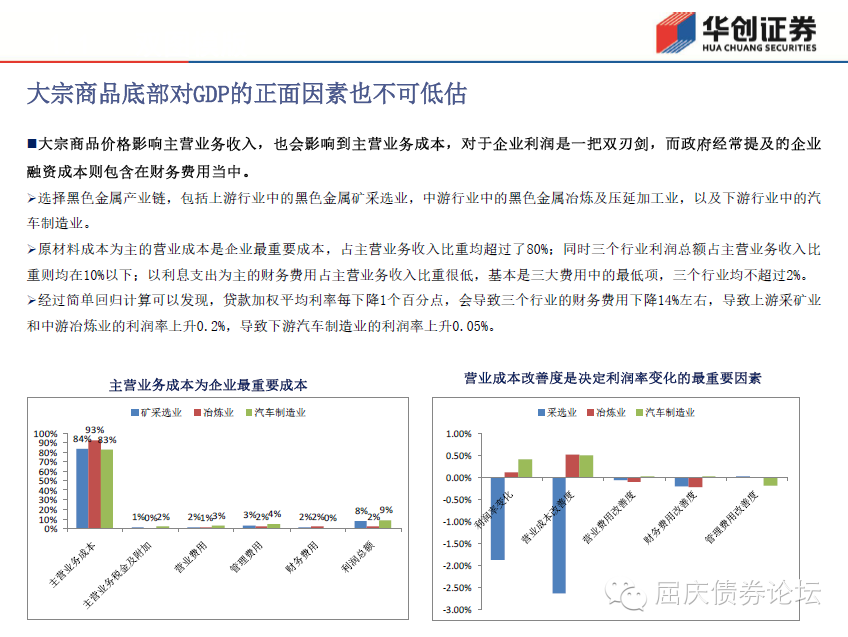 华创证券
HUA CHUANG SECURITIES
大宗商品底部对GDP的正面因素也不可低估
■大宗商品价格影响主营业务收入，也会影响到主营业务成本，对于企业利润是一把双刃剑，而政府经常提及的企业
融资成本则包含在财务费用当中。
➢选择黑色金属产业链，包括上游行业中的黑色金属矿采选业，中游行业中的黑色金属冶炼及压延加工业，以及下游行业中的汽
车制造业。
➢原材料成本为主的营业成本是企业最重要成本，占主营业务收入比重均超过了80%；同时三个行业利润总额占主营业务收入比
重则均在10%以下；以利息支出为主的财务费用占主营业务收入比重很低，基本是三大费用中的最低项，三个行业均不超过2%。
➢经过简单回归计算可以发现，贷款加权平均利率每下降1个百分点，会导致三个行业的财务费用下降14%左右，导致上游采矿业
和中游冶炼业的利润率上升0.2%，导致下游汽车制造业的利润率上升0.05%。
主营业务成本为企业最重要成本
矿采选业 冶炼业 汽车制造业
100%
90%
80%
70%
60%
50%
40%
30%
20%
10%
0%
84% 93% 83%
1% 0% 2%
2% 1% 3%
3% 2% 4%
2% 2% 0%
8% 2% 9%
主营业务成本
主营业务税金及附加
营业费用
管理费用
财务费用
利润总额
营业成本改善度是决定利润率变化的最重要因素
采选业 冶炼业 汽车制造业
1.00%
0.50%
0.00%
-0.50%
-1.00%
-1.50%
-2.00%
-2.50%
-3.00%
利润率变化
营业成本改善度
营业费用改善度
财务费用改善度
管理费用改善度
屈庆债券论坛